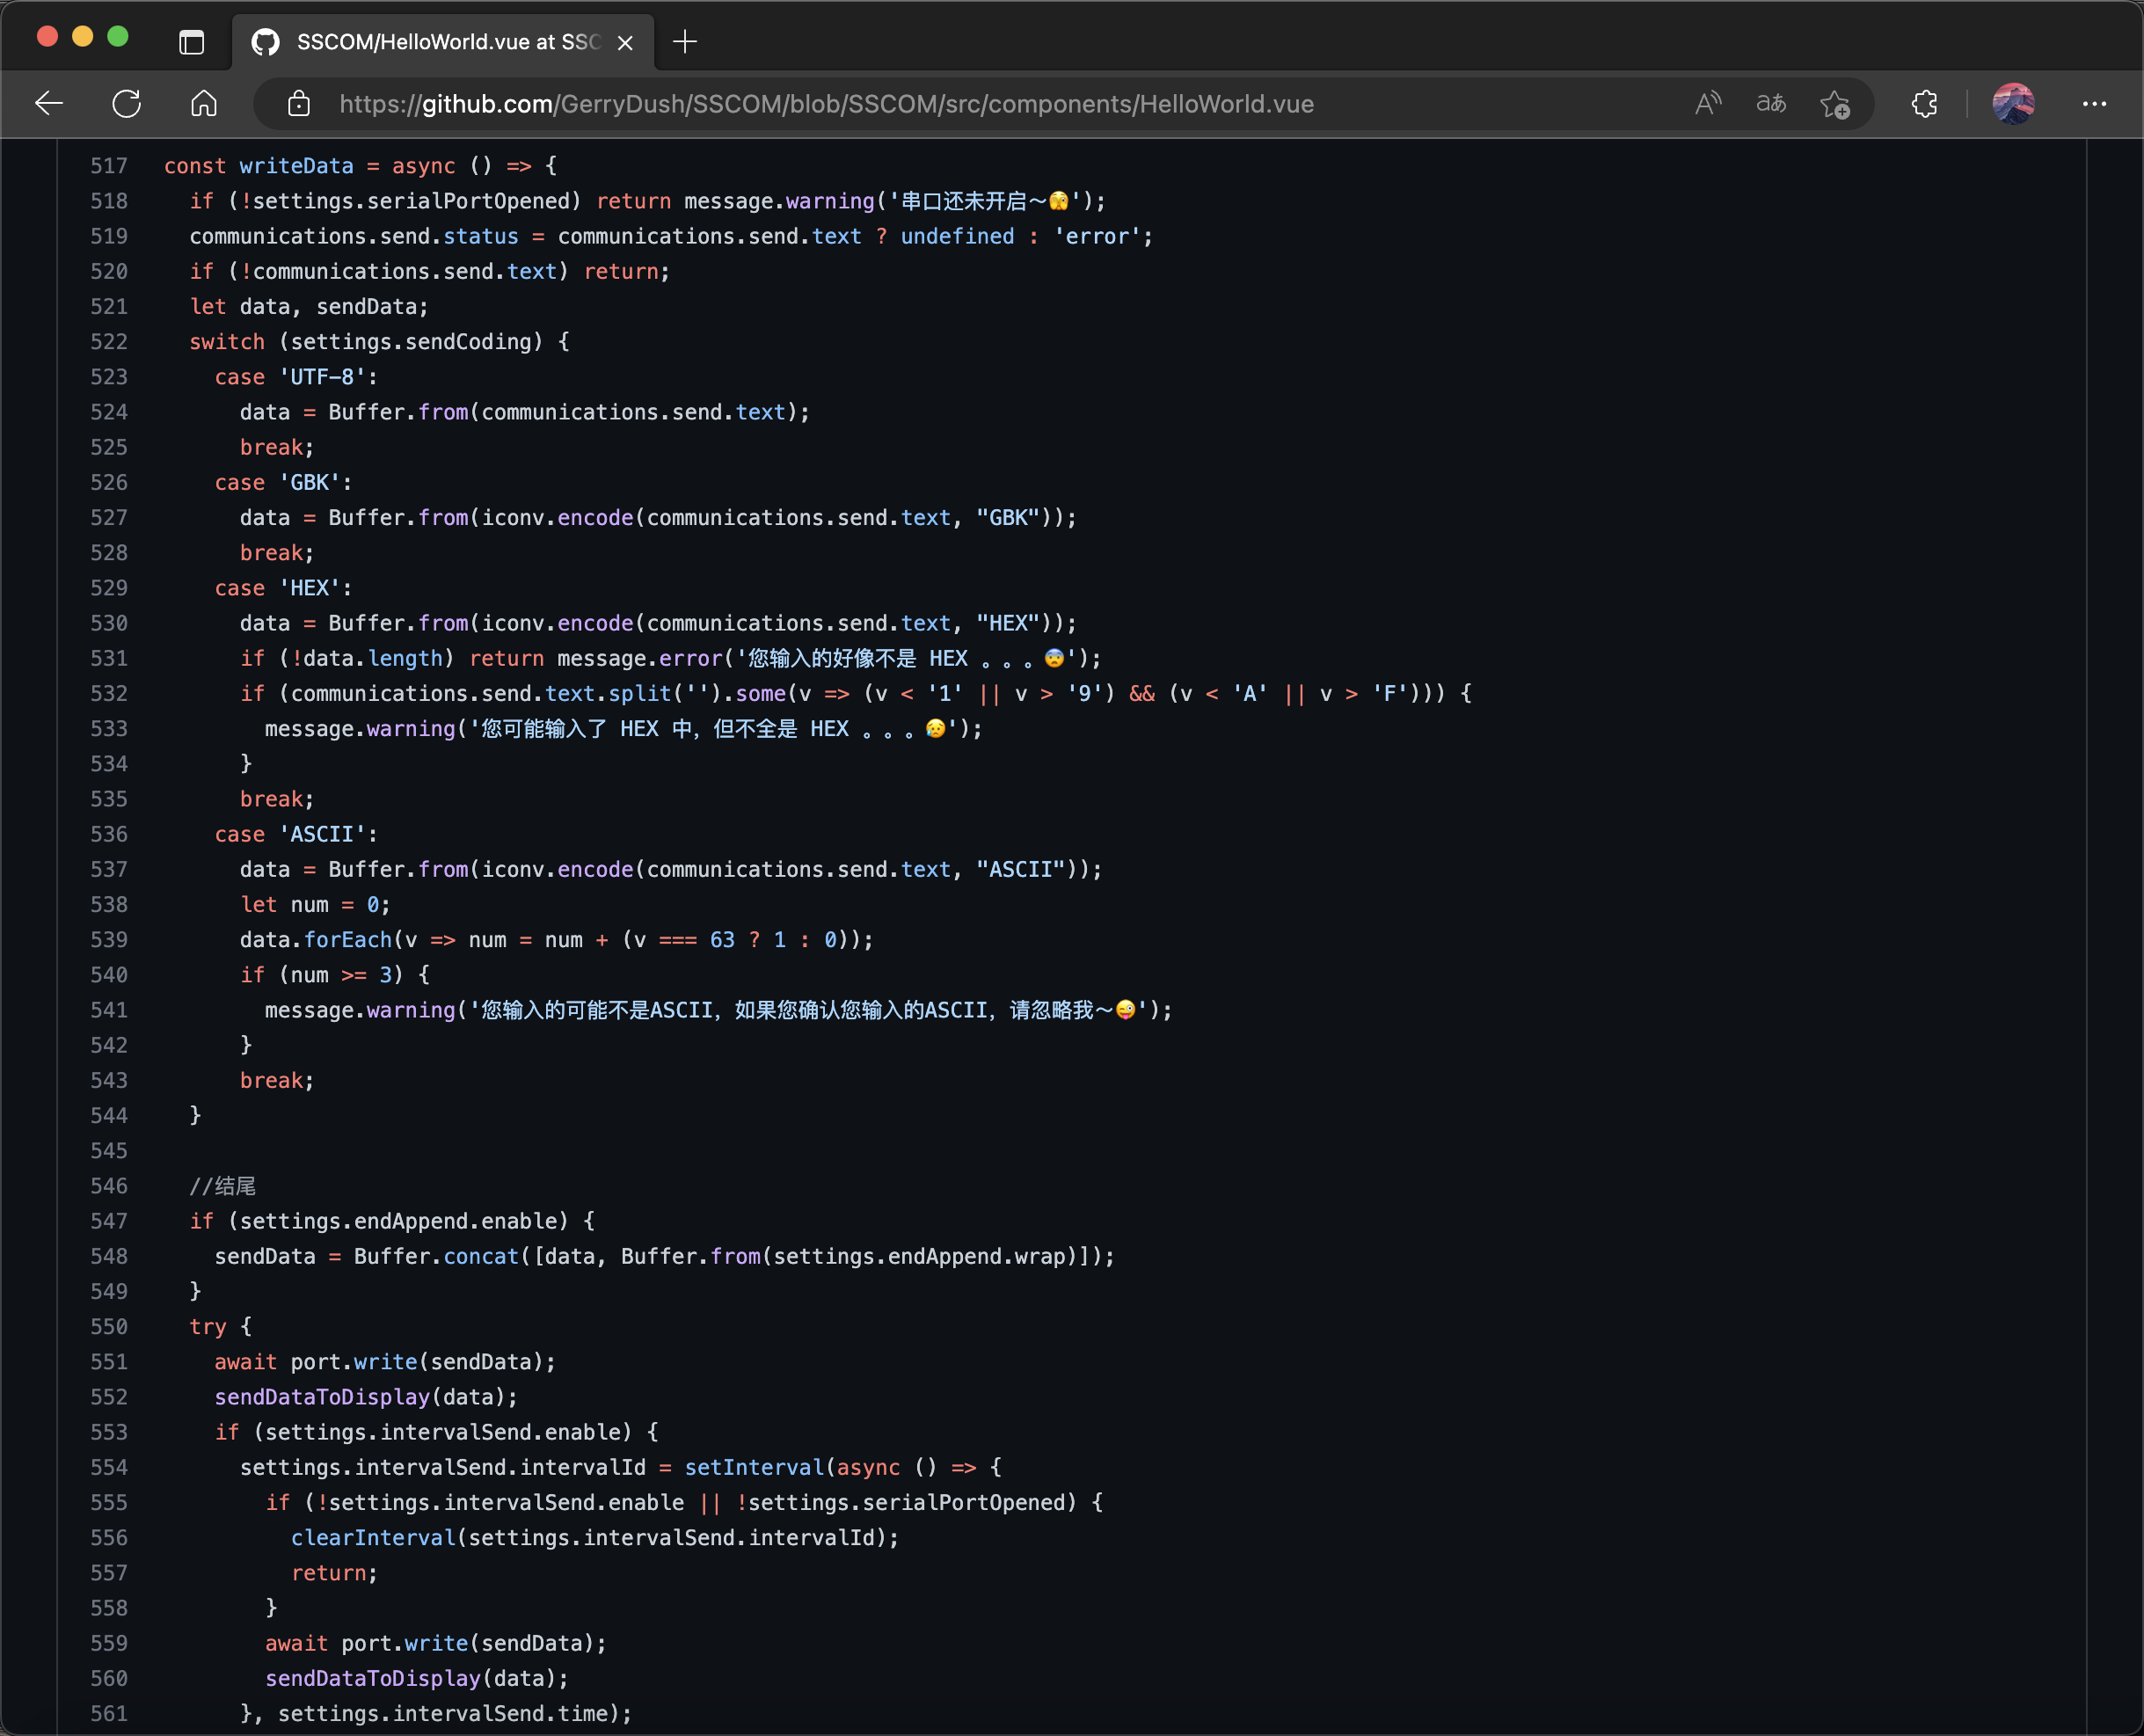 SSCOM/HelloWorld.vue at SSC
https://github.com/GerryDush/SSCOM/blob/SSCOM/src/components/HelloWorld.vue
517 const writeData = async () => {
518   if (!settings.serialPortOpened) return message.warning('串口还未开启～🫣');
519   communications.send.status = communications.send.text ? undefined : 'error';
520   if (!communications.send.text) return;
521   let data, sendData;
522   switch (settings.sendCoding) {
523     case 'UTF-8':
524       data = Buffer.from(communications.send.text);
525       break;
526     case 'GBK':
527       data = Buffer.from(iconv.encode(communications.send.text, "GBK"));
528       break;
529     case 'HEX':
530       data = Buffer.from(iconv.encode(communications.send.text, "HEX"));
531       if (!data.length) return message.error('您输入的好像不是 HEX 。。。😨');
532       if (communications.send.text.split('').some(v => (v < '1' || v > '9') && (v < 'A' || v > 'F'))) {
533         message.warning('您可能输入了 HEX 中，但不全是 HEX 。。。😥');
534       }
535       break;
536     case 'ASCII':
537       data = Buffer.from(iconv.encode(communications.send.text, "ASCII"));
538       let num = 0;
539       data.forEach(v => num = num + (v === 63 ? 1 : 0));
540       if (num >= 3) {
541         message.warning('您输入的可能不是ASCII，如果您确认您输入的ASCII，请忽略我～😜');
542       }
543       break;
544   }
545
546   //结尾
547   if (settings.endAppend.enable) {
548     sendData = Buffer.concat([data, Buffer.from(settings.endAppend.wrap)]);
549   }
550   try {
551     await port.write(sendData);
552     sendDataToDisplay(data);
553     if (settings.intervalSend.enable) {
554       settings.intervalSend.intervalId = setInterval(async () => {
555         if (!settings.intervalSend.enable || !settings.serialPortOpened) {
556           clearInterval(settings.intervalSend.intervalId);
557           return;
558         }
559         await port.write(sendData);
560         sendDataToDisplay(data);
561       }, settings.intervalSend.time);